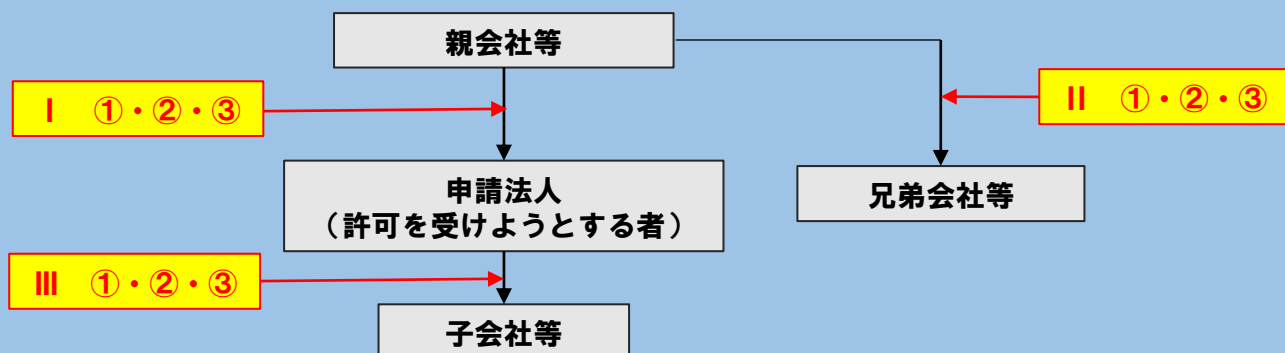 親会社等
Ⅰ ①・②・③
Ⅱ ①・②・③
申請法人
（許可を受けようとする者）
兄弟会社等
Ⅲ ①・②・③
子会社等